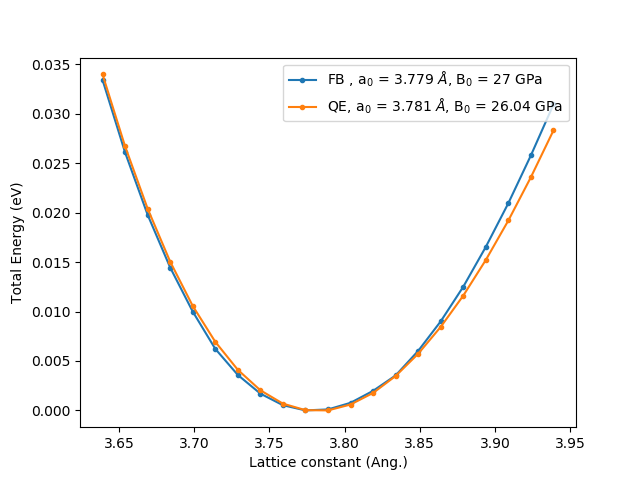 0.035
0.030
0.025
0.020
0.015
0.010
0.005
0.000
Total Energy (eV)
FB , a₀ = 3.779 Å, B₀ = 27 GPa
QE, a₀ = 3.781 Å, B₀ = 26.04 GPa
3.65 3.70 3.75 3.80 3.85 3.90 3.95
Lattice constant (Ang.)